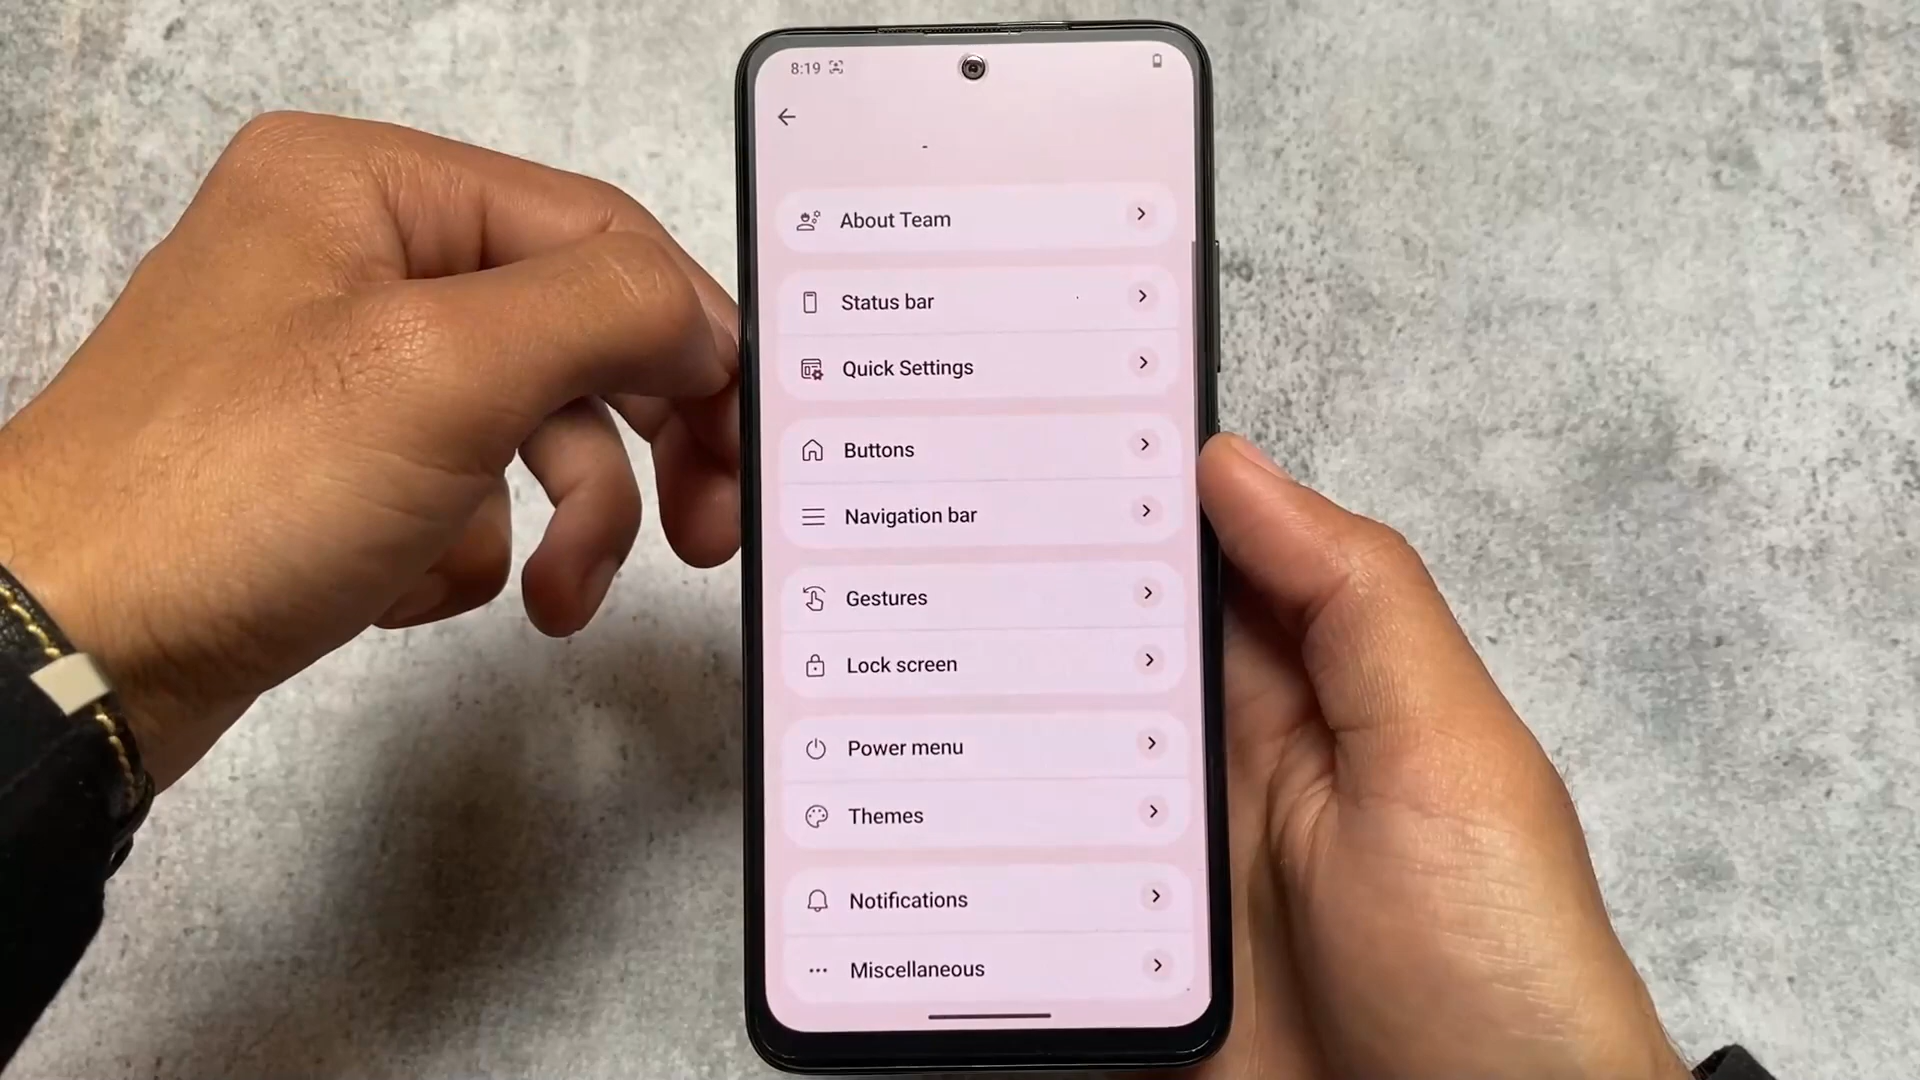 8:19
About Team
Status bar
Quick Settings
Buttons
Navigation bar
Gestures
Lock screen
Power menu
Themes
Notifications
Miscellaneous